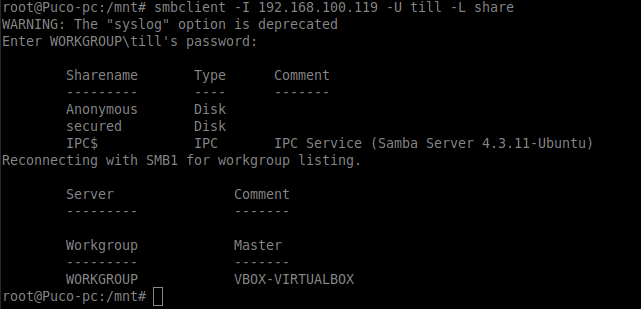 root@Puco-pc:/mnt# smbclient -I 192.168.100.119 -U till -L share
WARNING: The "syslog" option is deprecated
Enter WORKGROUP\till's password:
Sharename Type Comment
--------- ---- -------
Anonymous Disk
secured Disk
IPC$ IPC IPC Service (Samba Server 4.3.11-Ubuntu)
Reconnecting with SMB1 for workgroup listing.
Server Comment
--------- -------
Workgroup Master
--------- -------
WORKGROUP VBOX-VIRTUALBOX
root@Puco-pc:/mnt#